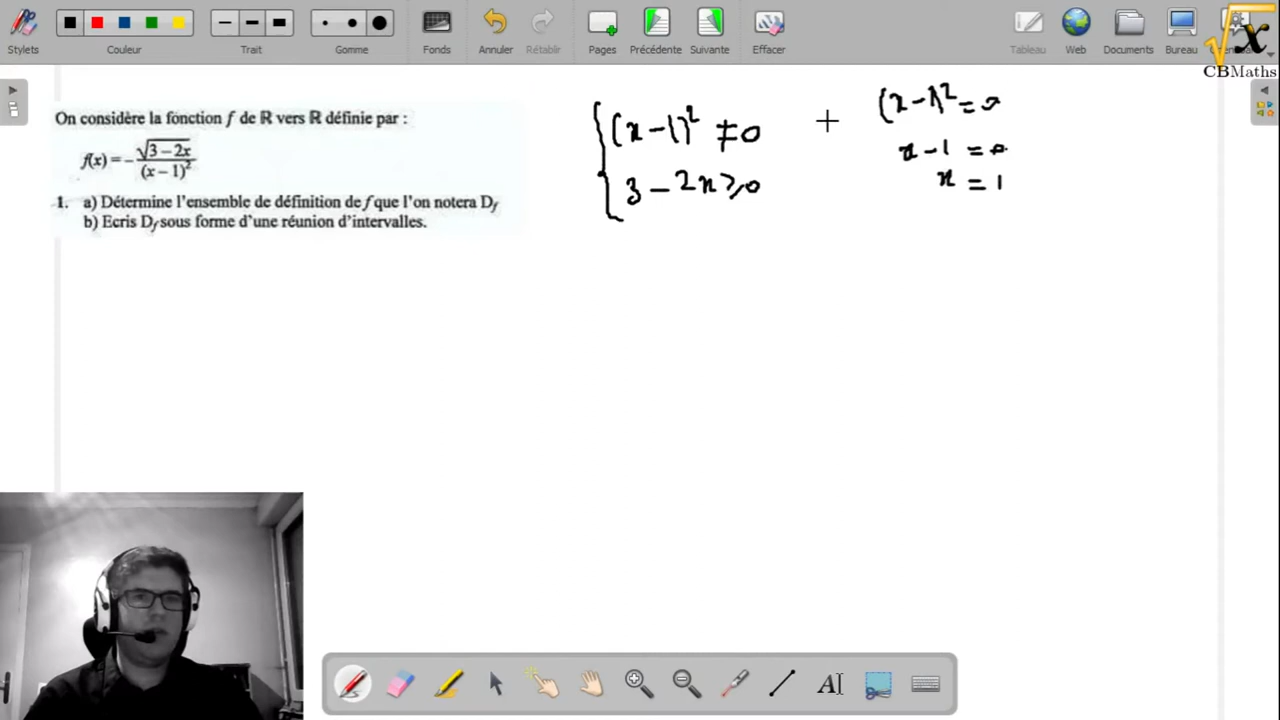 Stylets
Couleur
Trait
Gomme
Fonds
Annuler
Rétablir
Pages
Précédente
Suivante
Effacer
Tableau
Web
Documents
Bureau
CBMaths
On considère la fonction f de ℝ vers ℝ définie par :
f(x) = -√(3 – 2x)/(x – 1)²
1. a) Détermine l'ensemble de définition de f que l'on notera Df
b) Ecris Df sous forme d'une réunion d'intervalles.
(x-1)² ≠ 0
3 - 2x ≥ 0
(x-1)² = 0
x - 1 = 0
x = 1